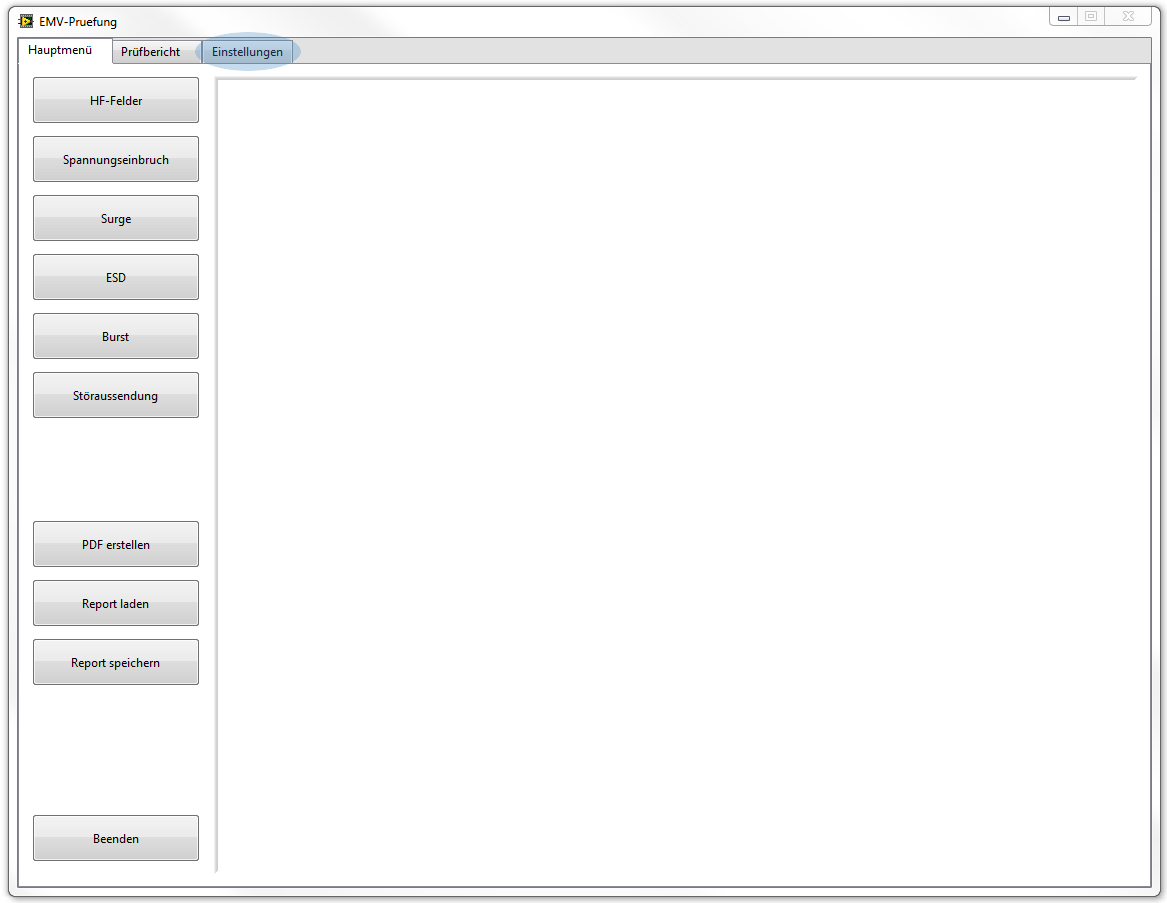 EMV-Pruefung
Hauptmenü
Prüfbericht
Einstellungen
HF-Felder
Spannungseinbruch
Surge
ESD
Burst
Störaussendung
PDF erstellen
Report laden
Report speichern
Beenden